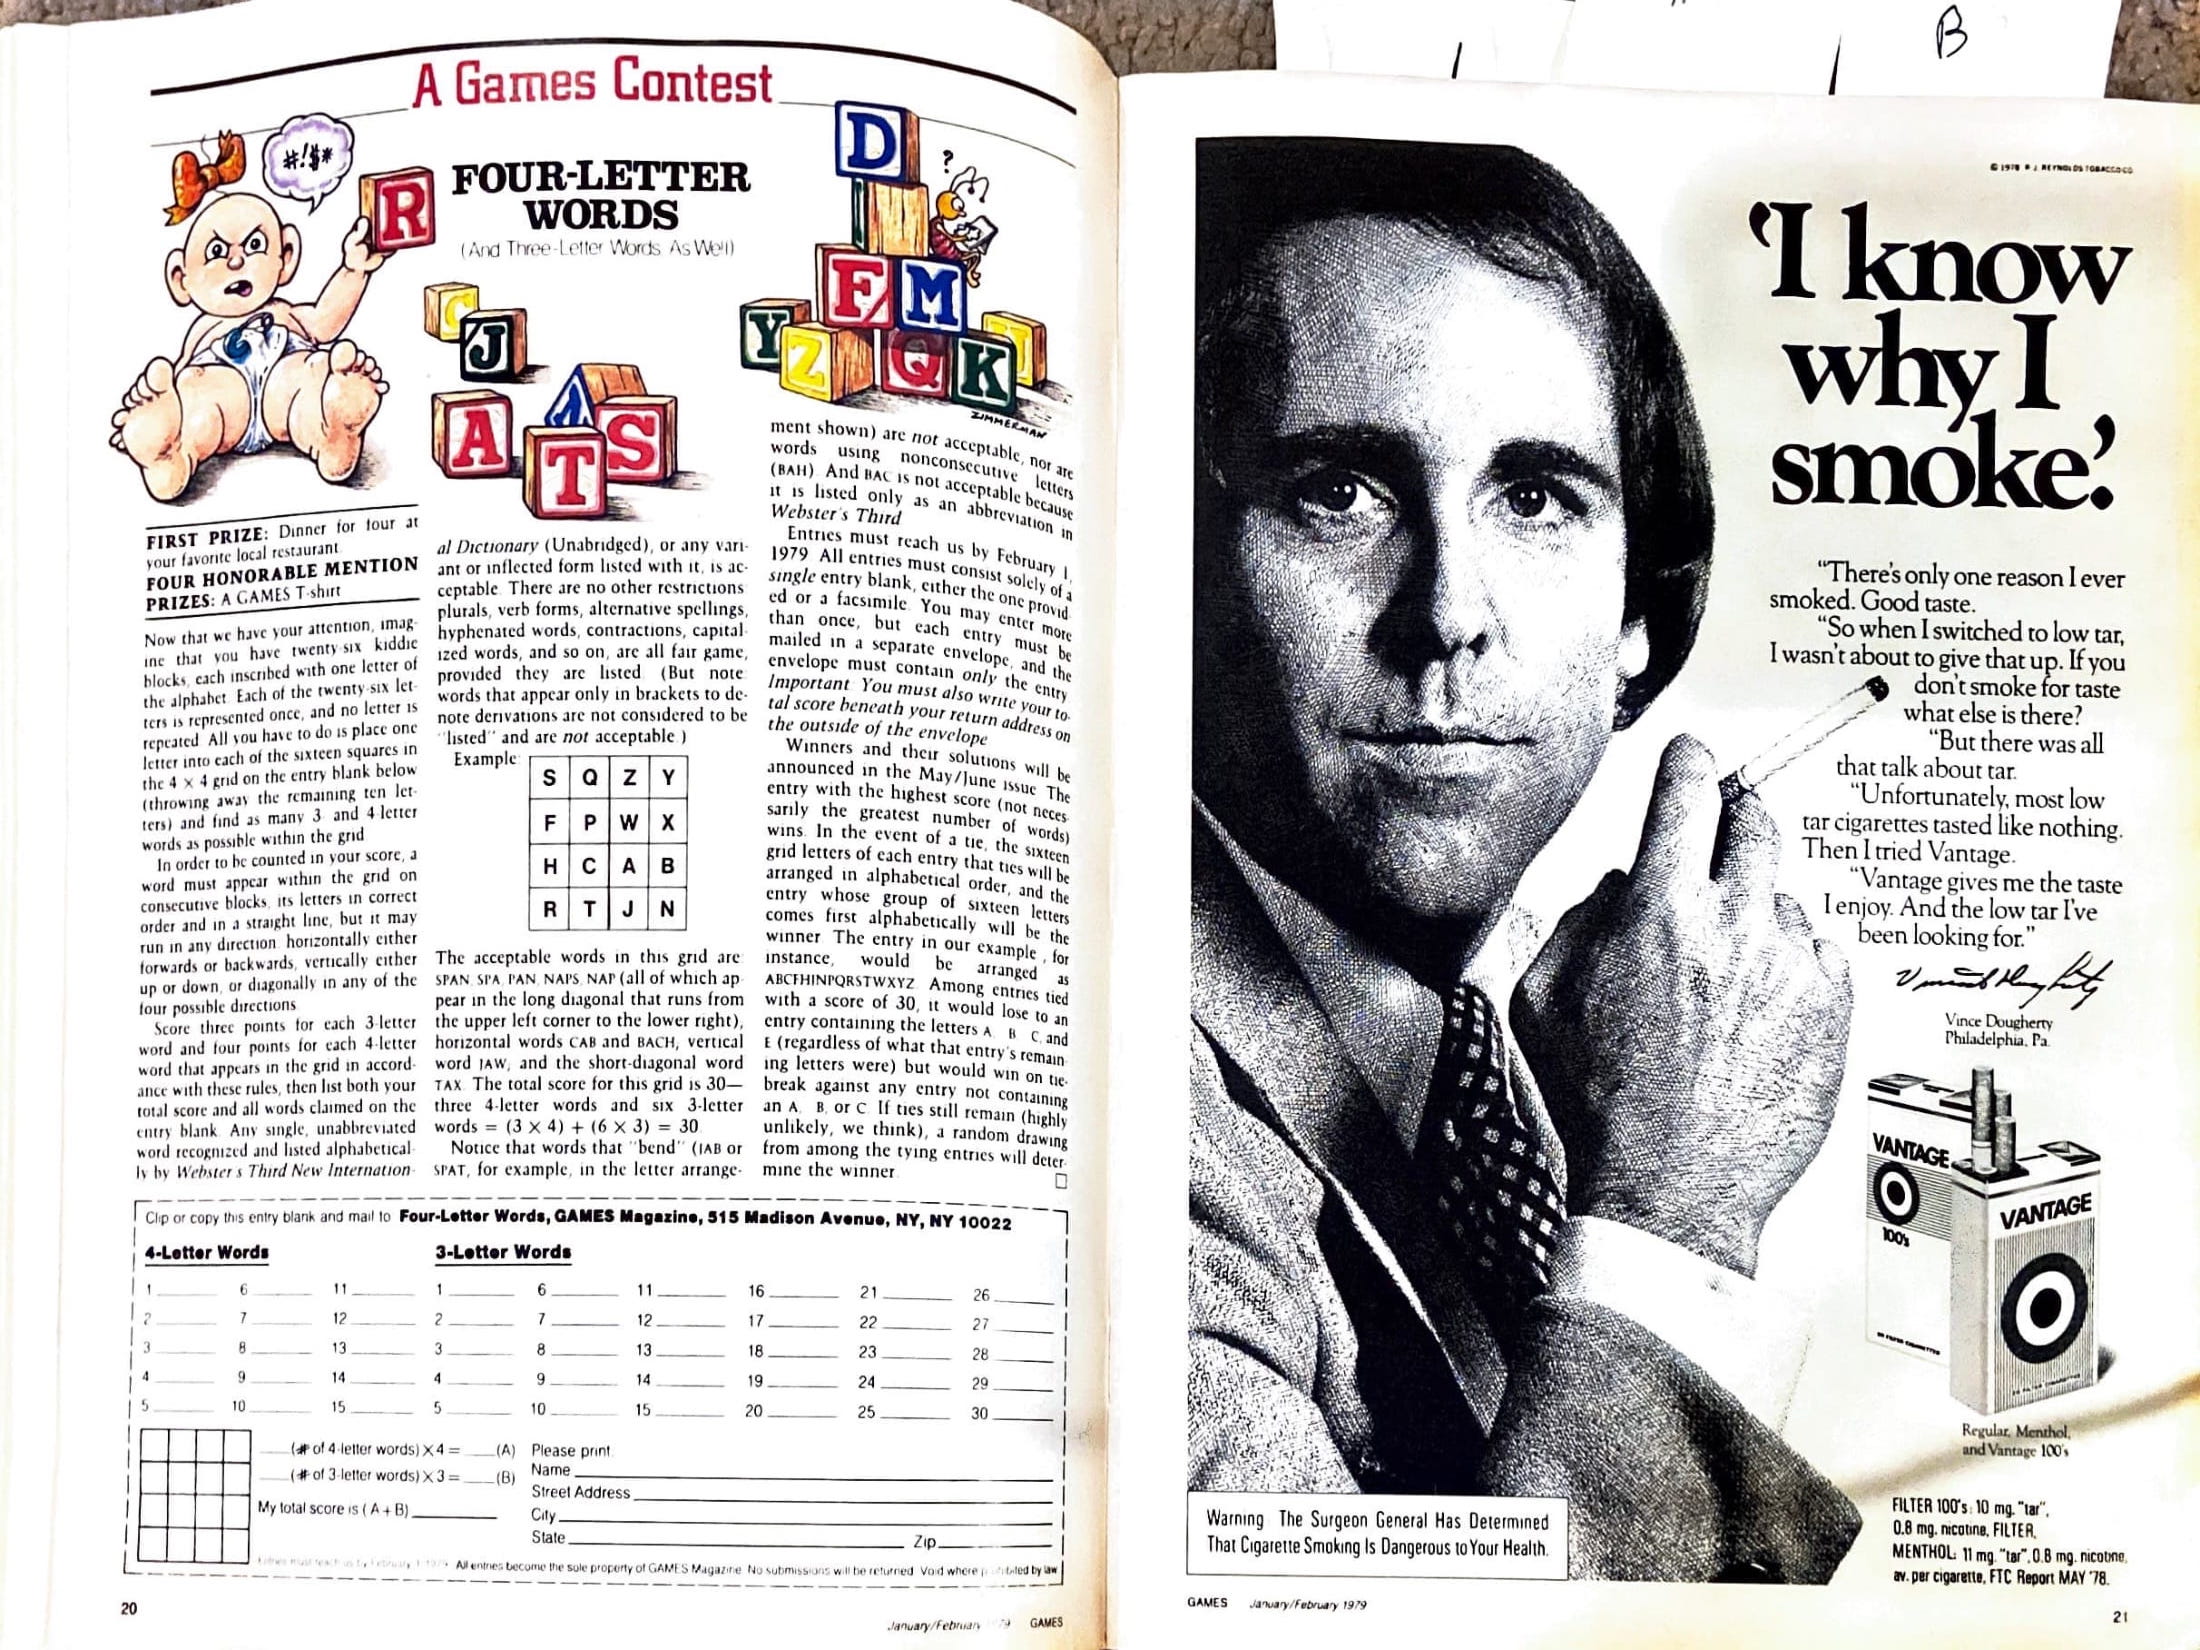 A Games Contest
#!$*
R
FOUR-LETTER
WORDS
(And Three-Letter Words As Well)
D
?
F M
Y Z Q K I
C
J
A T S
ZIMMERMAN
FIRST PRIZE: Dinner for four at
your favorite local restaurant
FOUR HONORABLE MENTION
PRIZES: A GAMES T-shirt
Now that we have your attention, imag-
ine that you have twenty-six kiddie
blocks, each inscribed with one letter of
the alphabet. Each of the twenty-six let-
ters is represented once, and no letter is
repeated. All you have to do is place one
letter into each of the sixteen squares in
the 4 × 4 grid on the entry blank below
(throwing away the remaining ten let-
ters) and find as many 3 and 4-letter
words as possible within the grid
In order to be counted in your score, a
word must appear within the grid on
consecutive blocks, its letters in correct
order and in a straight line, but it may
run in any direction horizontally either
forwards or backwards, vertically either
up or down, or diagonally in any of the
four possible directions
Score three points for each 3-letter
word and four points for each 4-letter
word that appears in the grid in accord-
ance with these rules, then list both your
total score and all words claimed on the
entry blank. Any single, unabbreviated
word recognized and listed alphabetical-
ly by Webster's Third New Internation-
al Dictionary (Unabridged), or any vari-
ant or inflected form listed with it, is ac-
ceptable. There are no other restrictions
plurals, verb forms, alternative spellings,
hyphenated words, contractions, capital-
ized words, and so on, are all fair game,
provided they are listed. (But note
words that appear only in brackets to de-
note derivations are not considered to be
"listed" and are not acceptable.)
Example:
S Q Z Y
F P W X
H C A B
R T J N
The acceptable words in this grid are
SPAN, SPA, PAN, NAPS, NAP (all of which ap-
pear in the long diagonal that runs from
the upper left corner to the lower right),
horizontal words CAB and BACH, vertical
word JAW, and the short-diagonal word
TAX. The total score for this grid is 30—
three 4-letter words and six 3-letter
words = (3 × 4) + (6 × 3) = 30.
Notice that words that "bend" (JAB or
SPAT, for example, in the letter arrange-
ment shown) are not acceptable, nor are
words using nonconsecutive letters
(BAH). And BAC is not acceptable because
it is listed only as an abbreviation in
Webster's Third
Entries must reach us by February 1,
1979. All entries must consist solely of a
single entry blank, either the one provid-
ed or a facsimile. You may enter more
than once, but each entry must be
mailed in a separate envelope, and the
envelope must contain only the entry
Important: You must also write your to-
tal score beneath your return address on
the outside of the envelope
Winners and their solutions will be
announced in the May/June issue. The
entry with the highest score (not neces-
sarily the greatest number of words)
wins. In the event of a tie, the sixteen
grid letters of each entry that ties will be
arranged in alphabetical order, and the
entry whose group of sixteen letters
comes first alphabetically will be the
winner. The entry in our example, for
instance, would be arranged as
ABCFHJNPQRSTWXYZ. Among entries tied
with a score of 30, it would lose to an
entry containing the letters A, B, C, and
E (regardless of what that entry's remain-
ing letters were) but would win on tie-
break against any entry not containing
an A, B, or C. If ties still remain (highly
unlikely, we think), a random drawing
from among the tying entries will deter-
mine the winner.
Clip or copy this entry blank and mail to Four-Letter Words, GAMES Magazine, 515 Madison Avenue, NY, NY 10022
4-Letter Words 3-Letter Words
1 6 11 1 6 11 16 21 26
2 7 12 2 7 12 17 22 27
3 8 13 3 8 13 18 23 28
4 9 14 4 9 14 19 24 29
5 10 15 5 10 15 20 25 30
(# of 4-letter words) × 4 = (A)
(# of 3-letter words) × 3 = (B)
My total score is (A + B)
Please print.
Name
Street Address
City
State Zip
Entries must reach us by February 1, 1979. All entries become the sole property of GAMES Magazine. No submissions will be returned. Void where prohibited by law
20
January/February 1979 GAMES
B
© 1978 R. J. REYNOLDS TOBACCO CO
'I know
why I
smoke.'
"There's only one reason I ever
smoked. Good taste.
"So when I switched to low tar,
I wasn't about to give that up. If you
don't smoke for taste
what else is there?
"But there was all
that talk about tar.
"Unfortunately, most low
tar cigarettes tasted like nothing.
Then I tried Vantage.
"Vantage gives me the taste
I enjoy. And the low tar I've
been looking for."
Vince Dougherty
Philadelphia, Pa.
VANTAGE
100's
VANTAGE
Regular, Menthol,
and Vantage 100's
Warning The Surgeon General Has Determined
That Cigarette Smoking Is Dangerous to Your Health.
FILTER 100's: 10 mg. "tar",
0.8 mg. nicotine, FILTER,
MENTHOL: 11 mg. "tar", 0.8 mg. nicotine,
av. per cigarette, FTC Report MAY '78.
GAMES January/February 1979
21